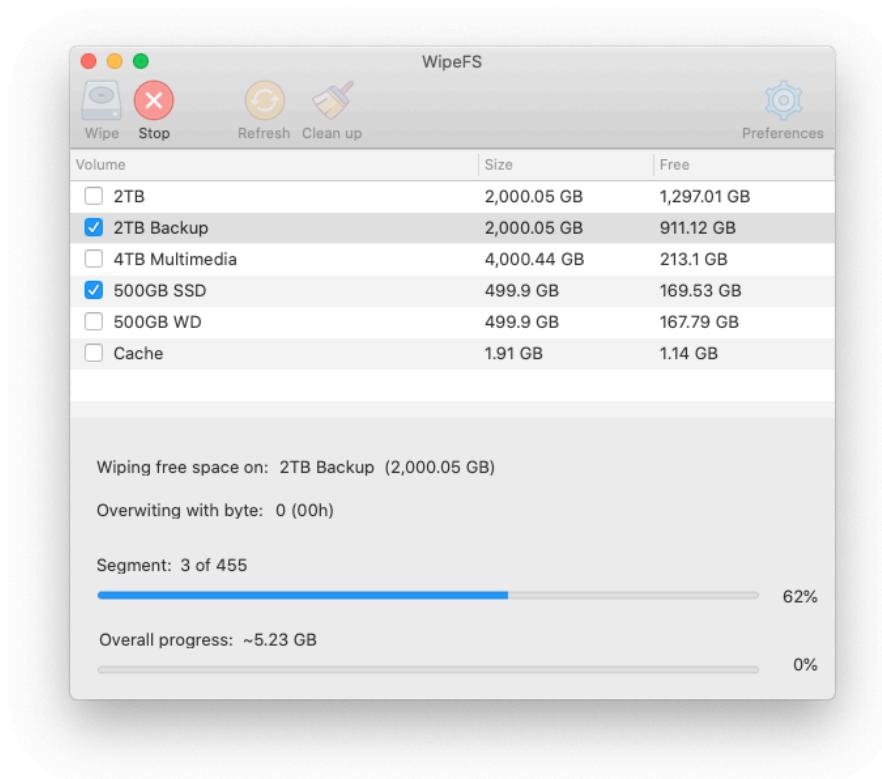 WipeFS
Wipe Stop Refresh Clean up Preferences
Volume Size Free
2TB 2,000.05 GB 1,297.01 GB
2TB Backup 2,000.05 GB 911.12 GB
4TB Multimedia 4,000.44 GB 213.1 GB
500GB SSD 499.9 GB 169.53 GB
500GB WD 499.9 GB 167.79 GB
Cache 1.91 GB 1.14 GB
Wiping free space on: 2TB Backup (2,000.05 GB)
Overwiting with byte: 0 (00h)
Segment: 3 of 455
62%
Overall progress: ~5.23 GB
0%